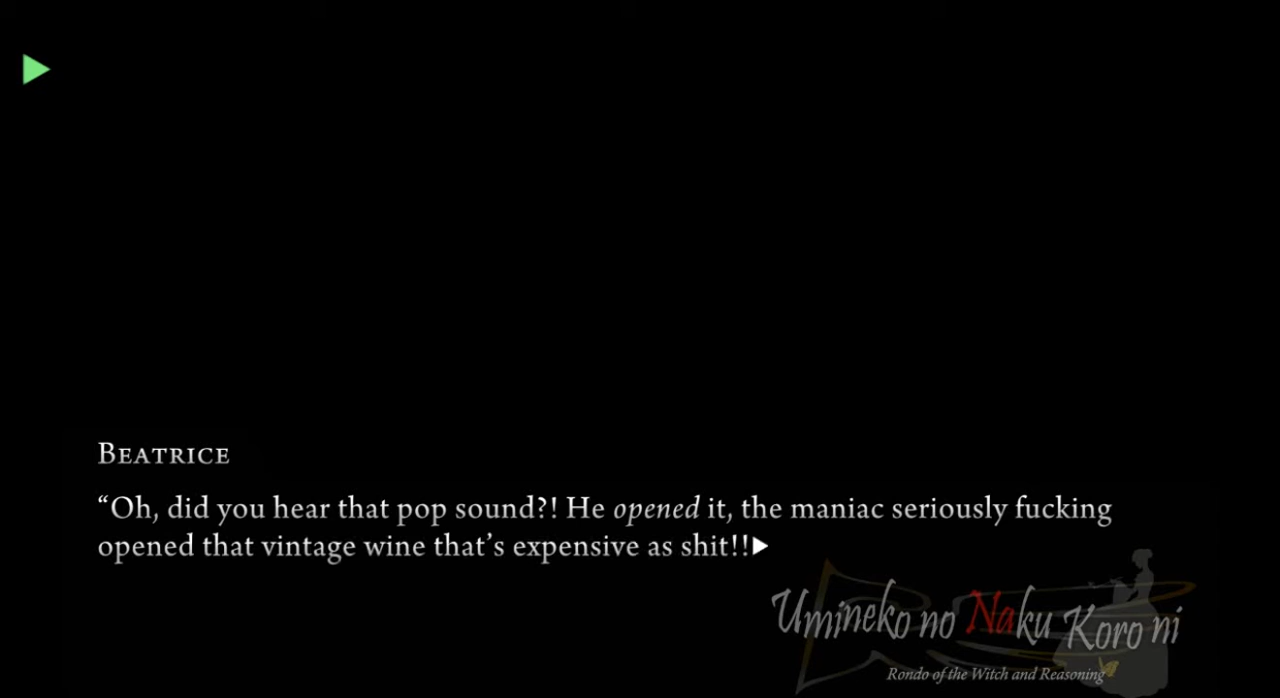 Beatrice
“Oh, did you hear that pop sound?! He opened it, the maniac seriously fucking
opened that vintage wine that’s expensive as shit!!
Umineko no Naku Koro ni
Rondo of the Witch and Reasoning